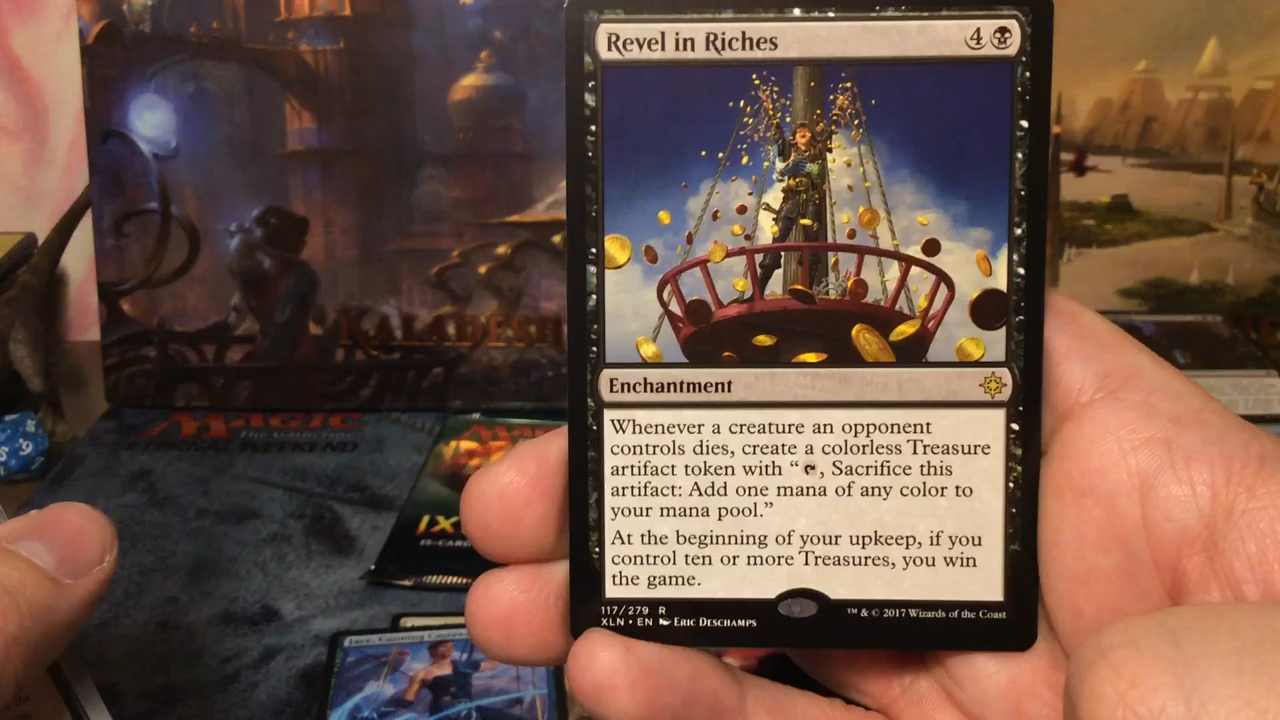 Revel in Riches 4
KALADESH
Enchantment
MAGIC
The Gathering
Whenever a creature an opponent
controls dies, create a colorless Treasure
artifact token with “ , Sacrifice this
artifact: Add one mana of any color to
your mana pool.”
At the beginning of your upkeep, if you
control ten or more Treasures, you win
the game.
117/279 R
XLN • EN Eric Deschamps
™ & © 2017 Wizards of the Coast
IX
15-CARD
9